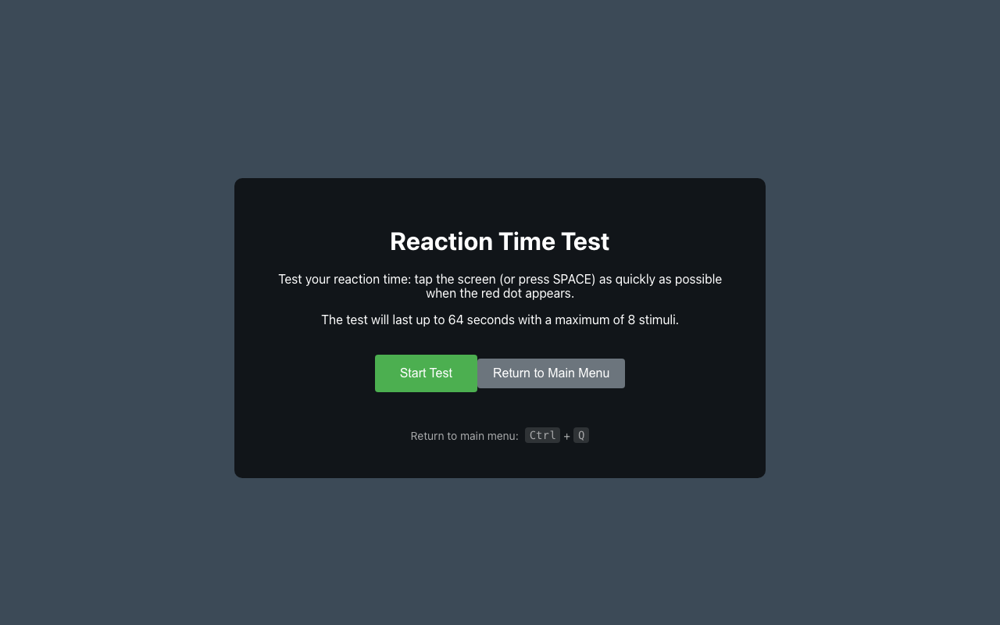 Reaction Time Test
Test your reaction time: tap the screen (or press SPACE) as quickly as possible
when the red dot appears.
The test will last up to 64 seconds with a maximum of 8 stimuli.
Start Test
Return to Main Menu
Return to main menu: Ctrl + Q